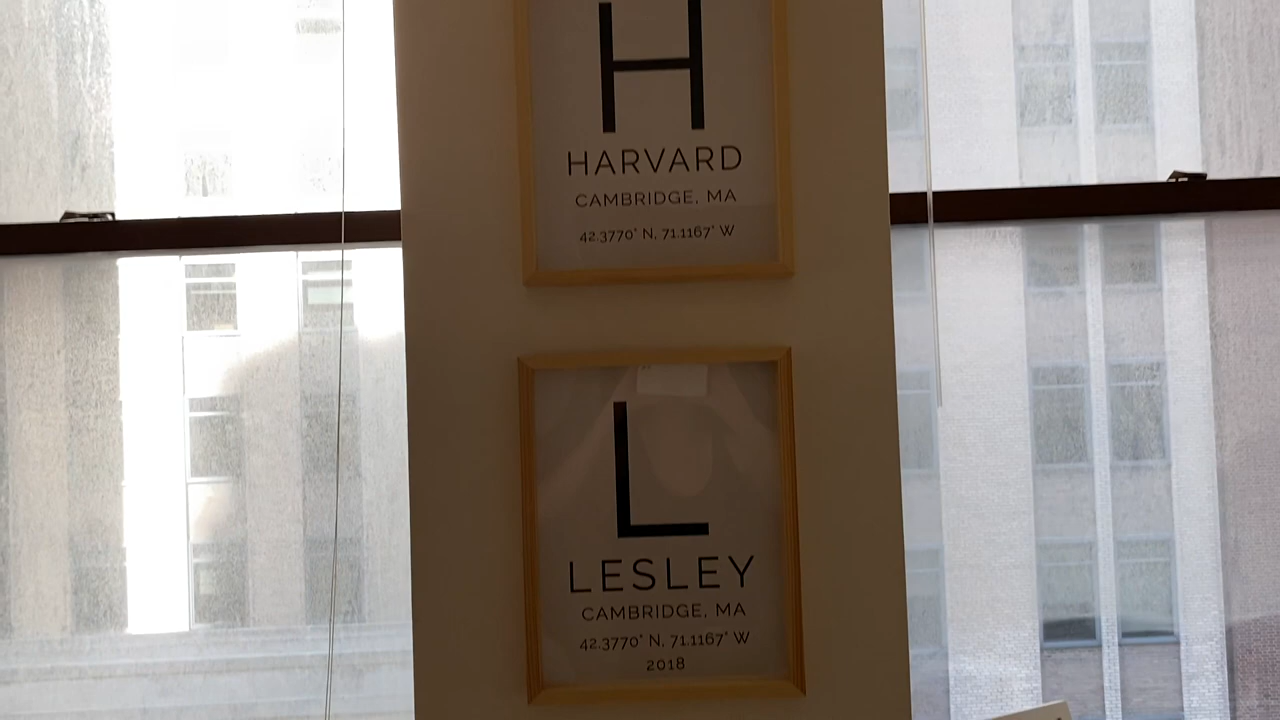 H
HARVARD
CAMBRIDGE, MA
42.3770° N, 71.1167° W
L
LESLEY
CAMBRIDGE, MA
42.3770° N, 71.1167° W
2018